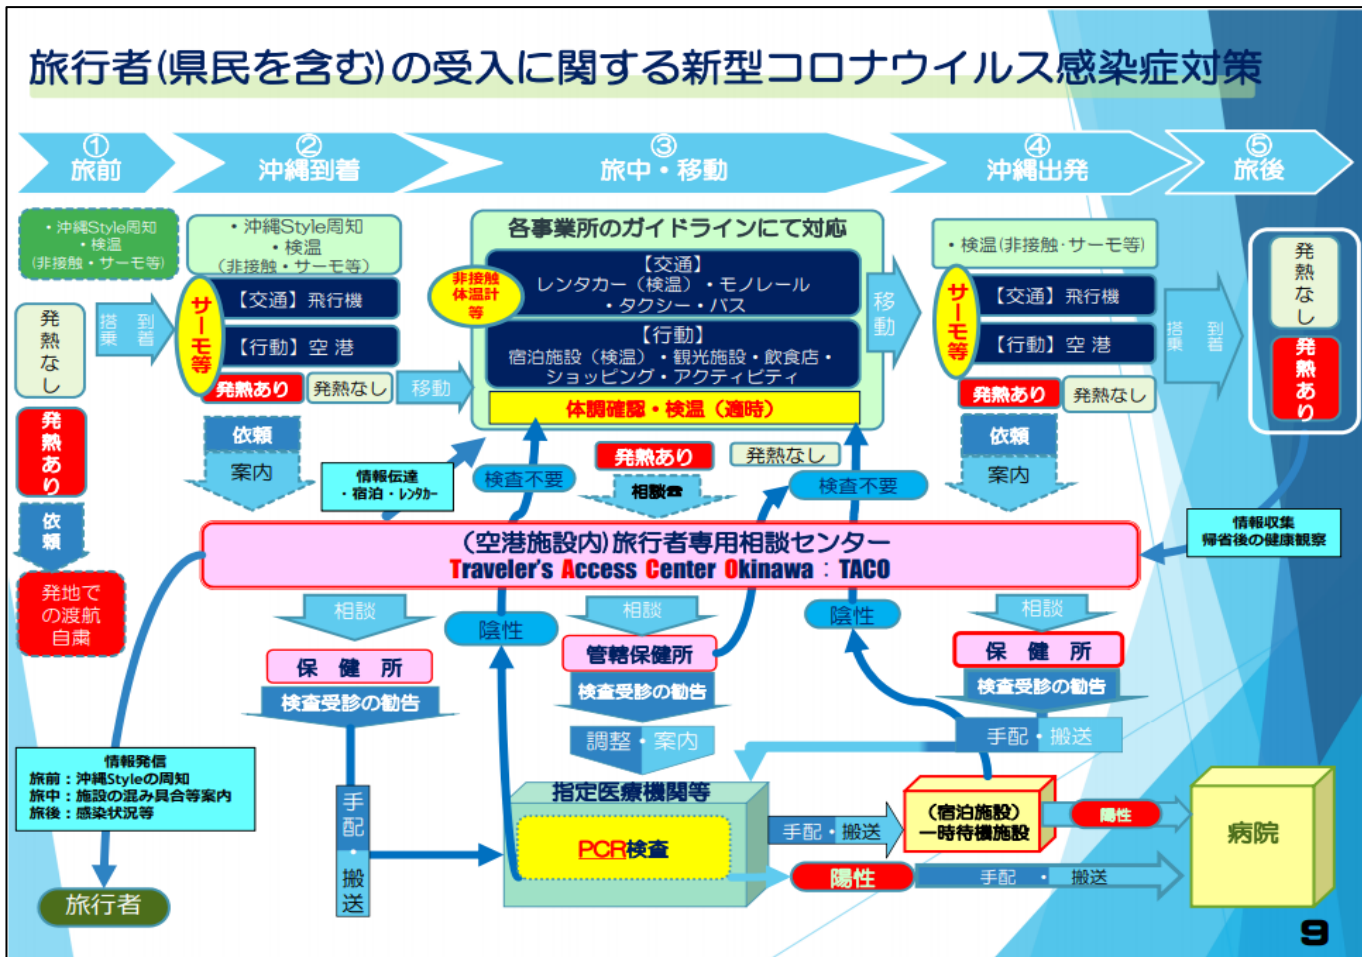 旅行者(県民を含む)の受入に関する新型コロナウイルス感染症対策
①
旅前
②
沖縄到着
③
旅中・移動
④
沖縄出発
⑤
旅後
・沖縄Style周知
・検温
(非接触・サーモ等)
発熱なし
発熱あり
依頼
発地で
の渡航
自粛
搭乗
到着
・沖縄Style周知
・検温
(非接触・サーモ等)
サーモ等
【交通】飛行機
【行動】空港
発熱あり
発熱なし
移動
依頼
案内
各事業所のガイドラインにて対応
非接触
体温計
等
【交通】
レンタカー(検温)・モノレール
・タクシー・バス
【行動】
宿泊施設(検温)・観光施設・飲食店・
ショッピング・アクティビティ
体調確認・検温(適時)
発熱あり
発熱なし
相談☎
情報伝達
・宿泊・レンタカー
検査不要
検査不要
移動
・検温(非接触・サーモ等)
サーモ等
【交通】飛行機
【行動】空港
発熱あり
発熱なし
依頼
案内
搭乗
到着
発熱なし
発熱あり
情報収集
帰省後の健康観察
(空港施設内)旅行者専用相談センター
Traveler's Access Center Okinawa:TACO
相談
保健所
検査受診の勧告
手配・搬送
陰性
相談
管轄保健所
検査受診の勧告
調整・案内
陰性
相談
保健所
検査受診の勧告
手配・搬送
情報発信
旅前:沖縄Styleの周知
旅中:施設の混み具合等案内
旅後:感染状況等
旅行者
指定医療機関等
PCR検査
手配・搬送
(宿泊施設)
一時待機施設
陽性
陽性
手配・搬送
病院
9